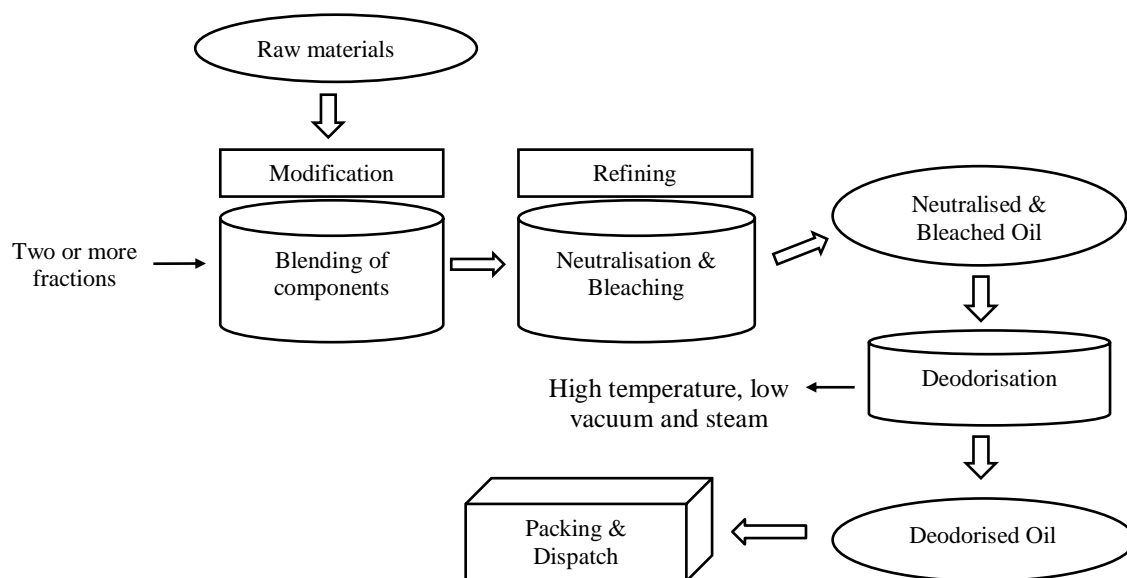 Raw materials
Modification
Refining
Two or more
fractions
Blending of
components
Neutralisation &
Bleaching
Neutralised &
Bleached Oil
Deodorisation
High temperature, low
vacuum and steam
Packing &
Dispatch
Deodorised Oil